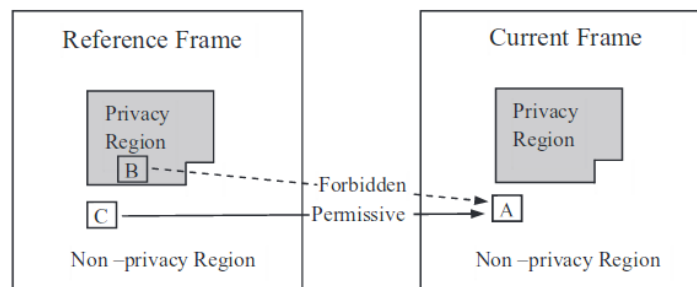 Reference Frame
Privacy
Region
B
C
Non –privacy Region
Forbidden
Permissive
Current Frame
Privacy
Region
A
Non –privacy Region